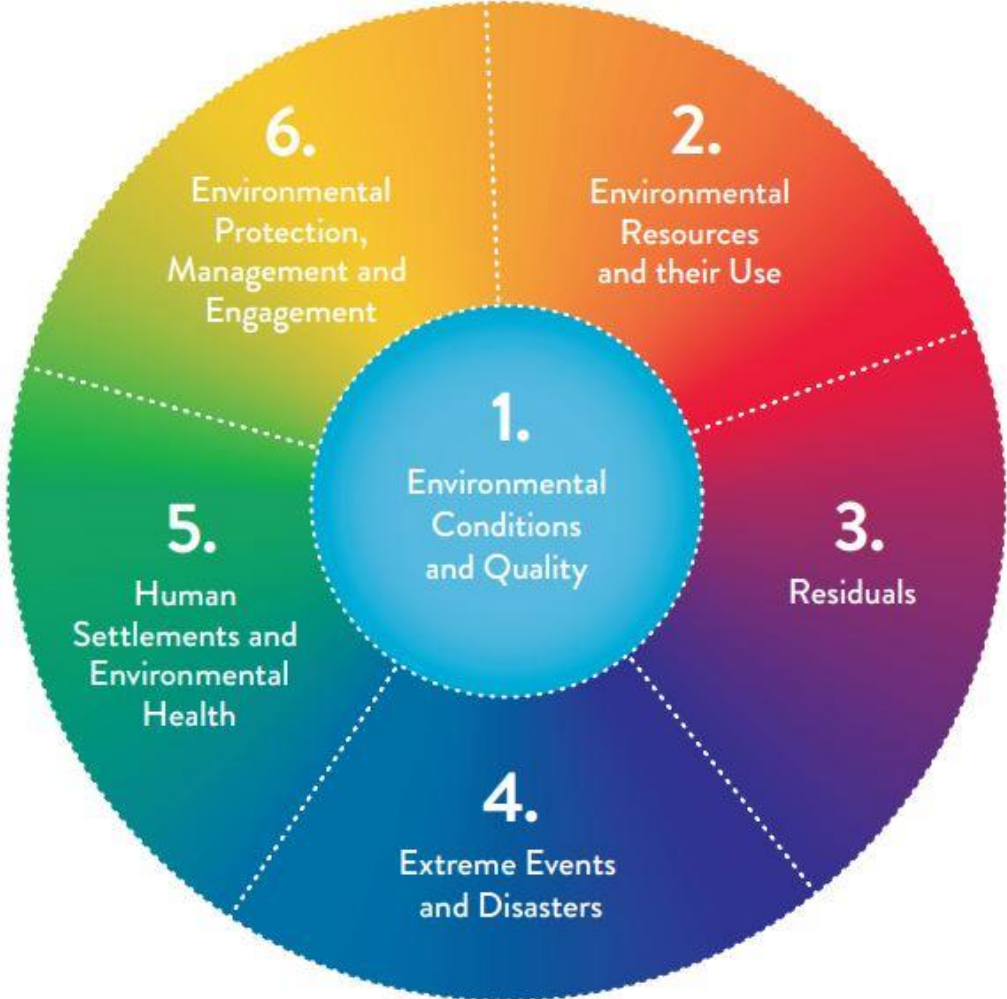 1.
Environmental
Conditions
and Quality
2.
Environmental
Resources
and their Use
3.
Residuals
4.
Extreme Events
and Disasters
5.
Human
Settlements and
Environmental
Health
6.
Environmental
Protection,
Management and
Engagement